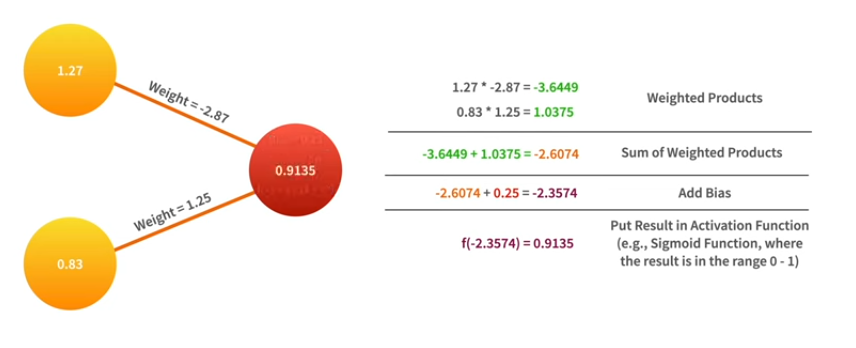 1.27
Weight = -2.87
0.9135
Weight = 1.25
0.83
1.27 * -2.87 = -3.6449
0.83 * 1.25 = 1.0375
Weighted Products
-3.6449 + 1.0375 = -2.6074
Sum of Weighted Products
-2.6074 + 0.25 = -2.3574
Add Bias
f(-2.3574) = 0.9135
Put Result in Activation Function
(e.g., Sigmoid Function, where
the result is in the range 0 - 1)